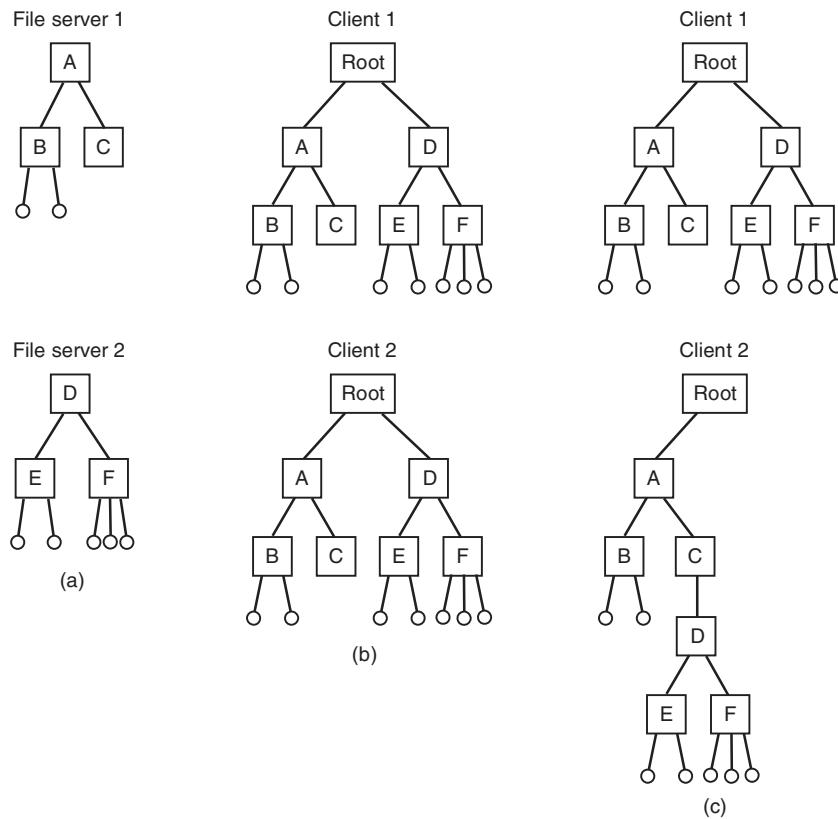 File server 1
Client 1
Client 1
A
Root
Root
B
C
A
D
A
D
B
C
E
F
B
C
E
F
File server 2
Client 2
Client 2
D
Root
Root
E
F
A
D
A
B
C
E
F
B
C
(a)
D
(b)
E
F
(c)